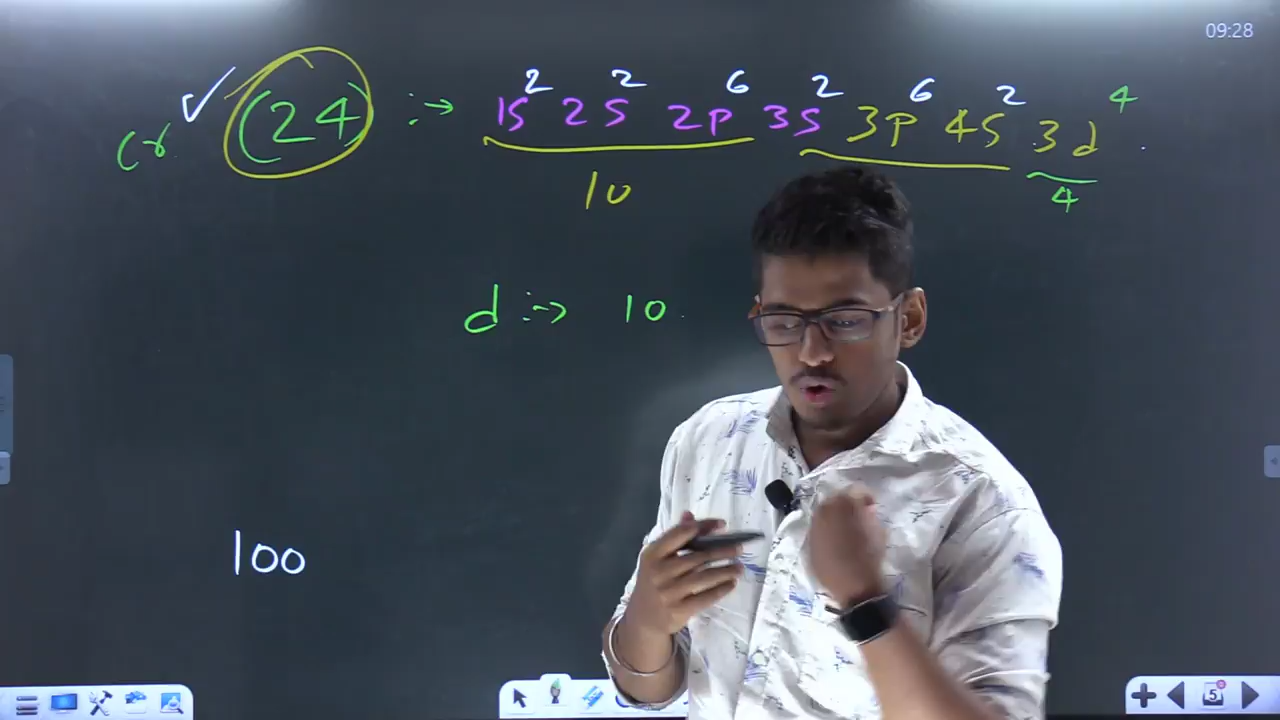 09:28
Cr (24) :→ 1s² 2s² 2p⁶ 3s² 3p⁶ 4s² 3d⁴
10 4
d :→ 10
100
5